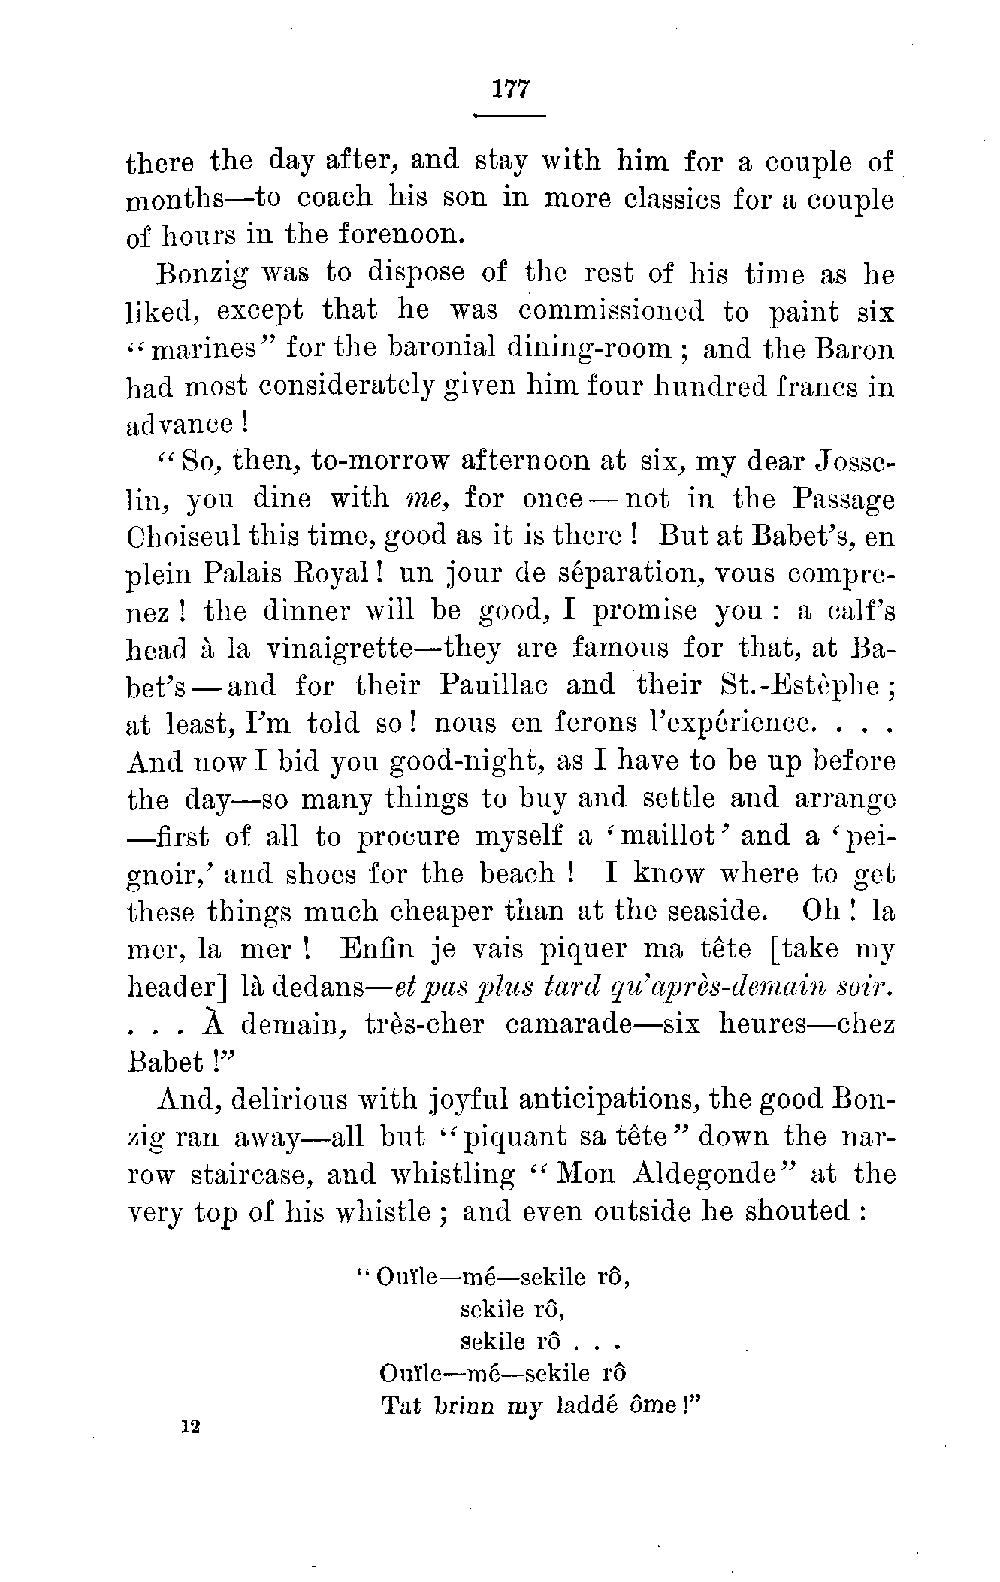 177
there the day after, and stay with him for a couple of
months—to coach his son in more classics for a couple
of hours in the forenoon.
Bonzig was to dispose of the rest of his time as he
liked, except that he was commissioned to paint six
“marines” for the baronial dining-room; and the Baron
had most considerately given him four hundred francs in
advance!
“So, then, to-morrow afternoon at six, my dear Josse-
lin, you dine with me, for once—not in the Passage
Choiseul this time, good as it is there! But at Babet’s, en
plein Palais Royal! un jour de séparation, vous compre-
nez! the dinner will be good, I promise you: a calf’s
head à la vinaigrette—they are famous for that, at Ba-
bet’s—and for their Pauillac and their St.-Estèphe;
at least, I’m told so! nous en ferons l’expérience. . . .
And now I bid you good-night, as I have to be up before
the day—so many things to buy and settle and arrange
—first of all to procure myself a ‘maillot’ and a ‘pei-
gnoir,’ and shoes for the beach! I know where to get
these things much cheaper than at the seaside. Oh! la
mer, la mer! Enfin je vais piquer ma tête [take my
header] là dedans—et pas plus tard qu’après-demain soir.
. . . À demain, très-cher camarade—six heures—chez
Babet!”
And, delirious with joyful anticipations, the good Bon-
zig ran away—all but “piquant sa tête” down the nar-
row staircase, and whistling “Mon Aldegonde” at the
very top of his whistle; and even outside he shouted:
“Ouïle—mé—sekile rô,
sekile rô,
sekile rô . . .
Ouïle—mé—sekile rô
Tat brinn my laddé ôme!”
12